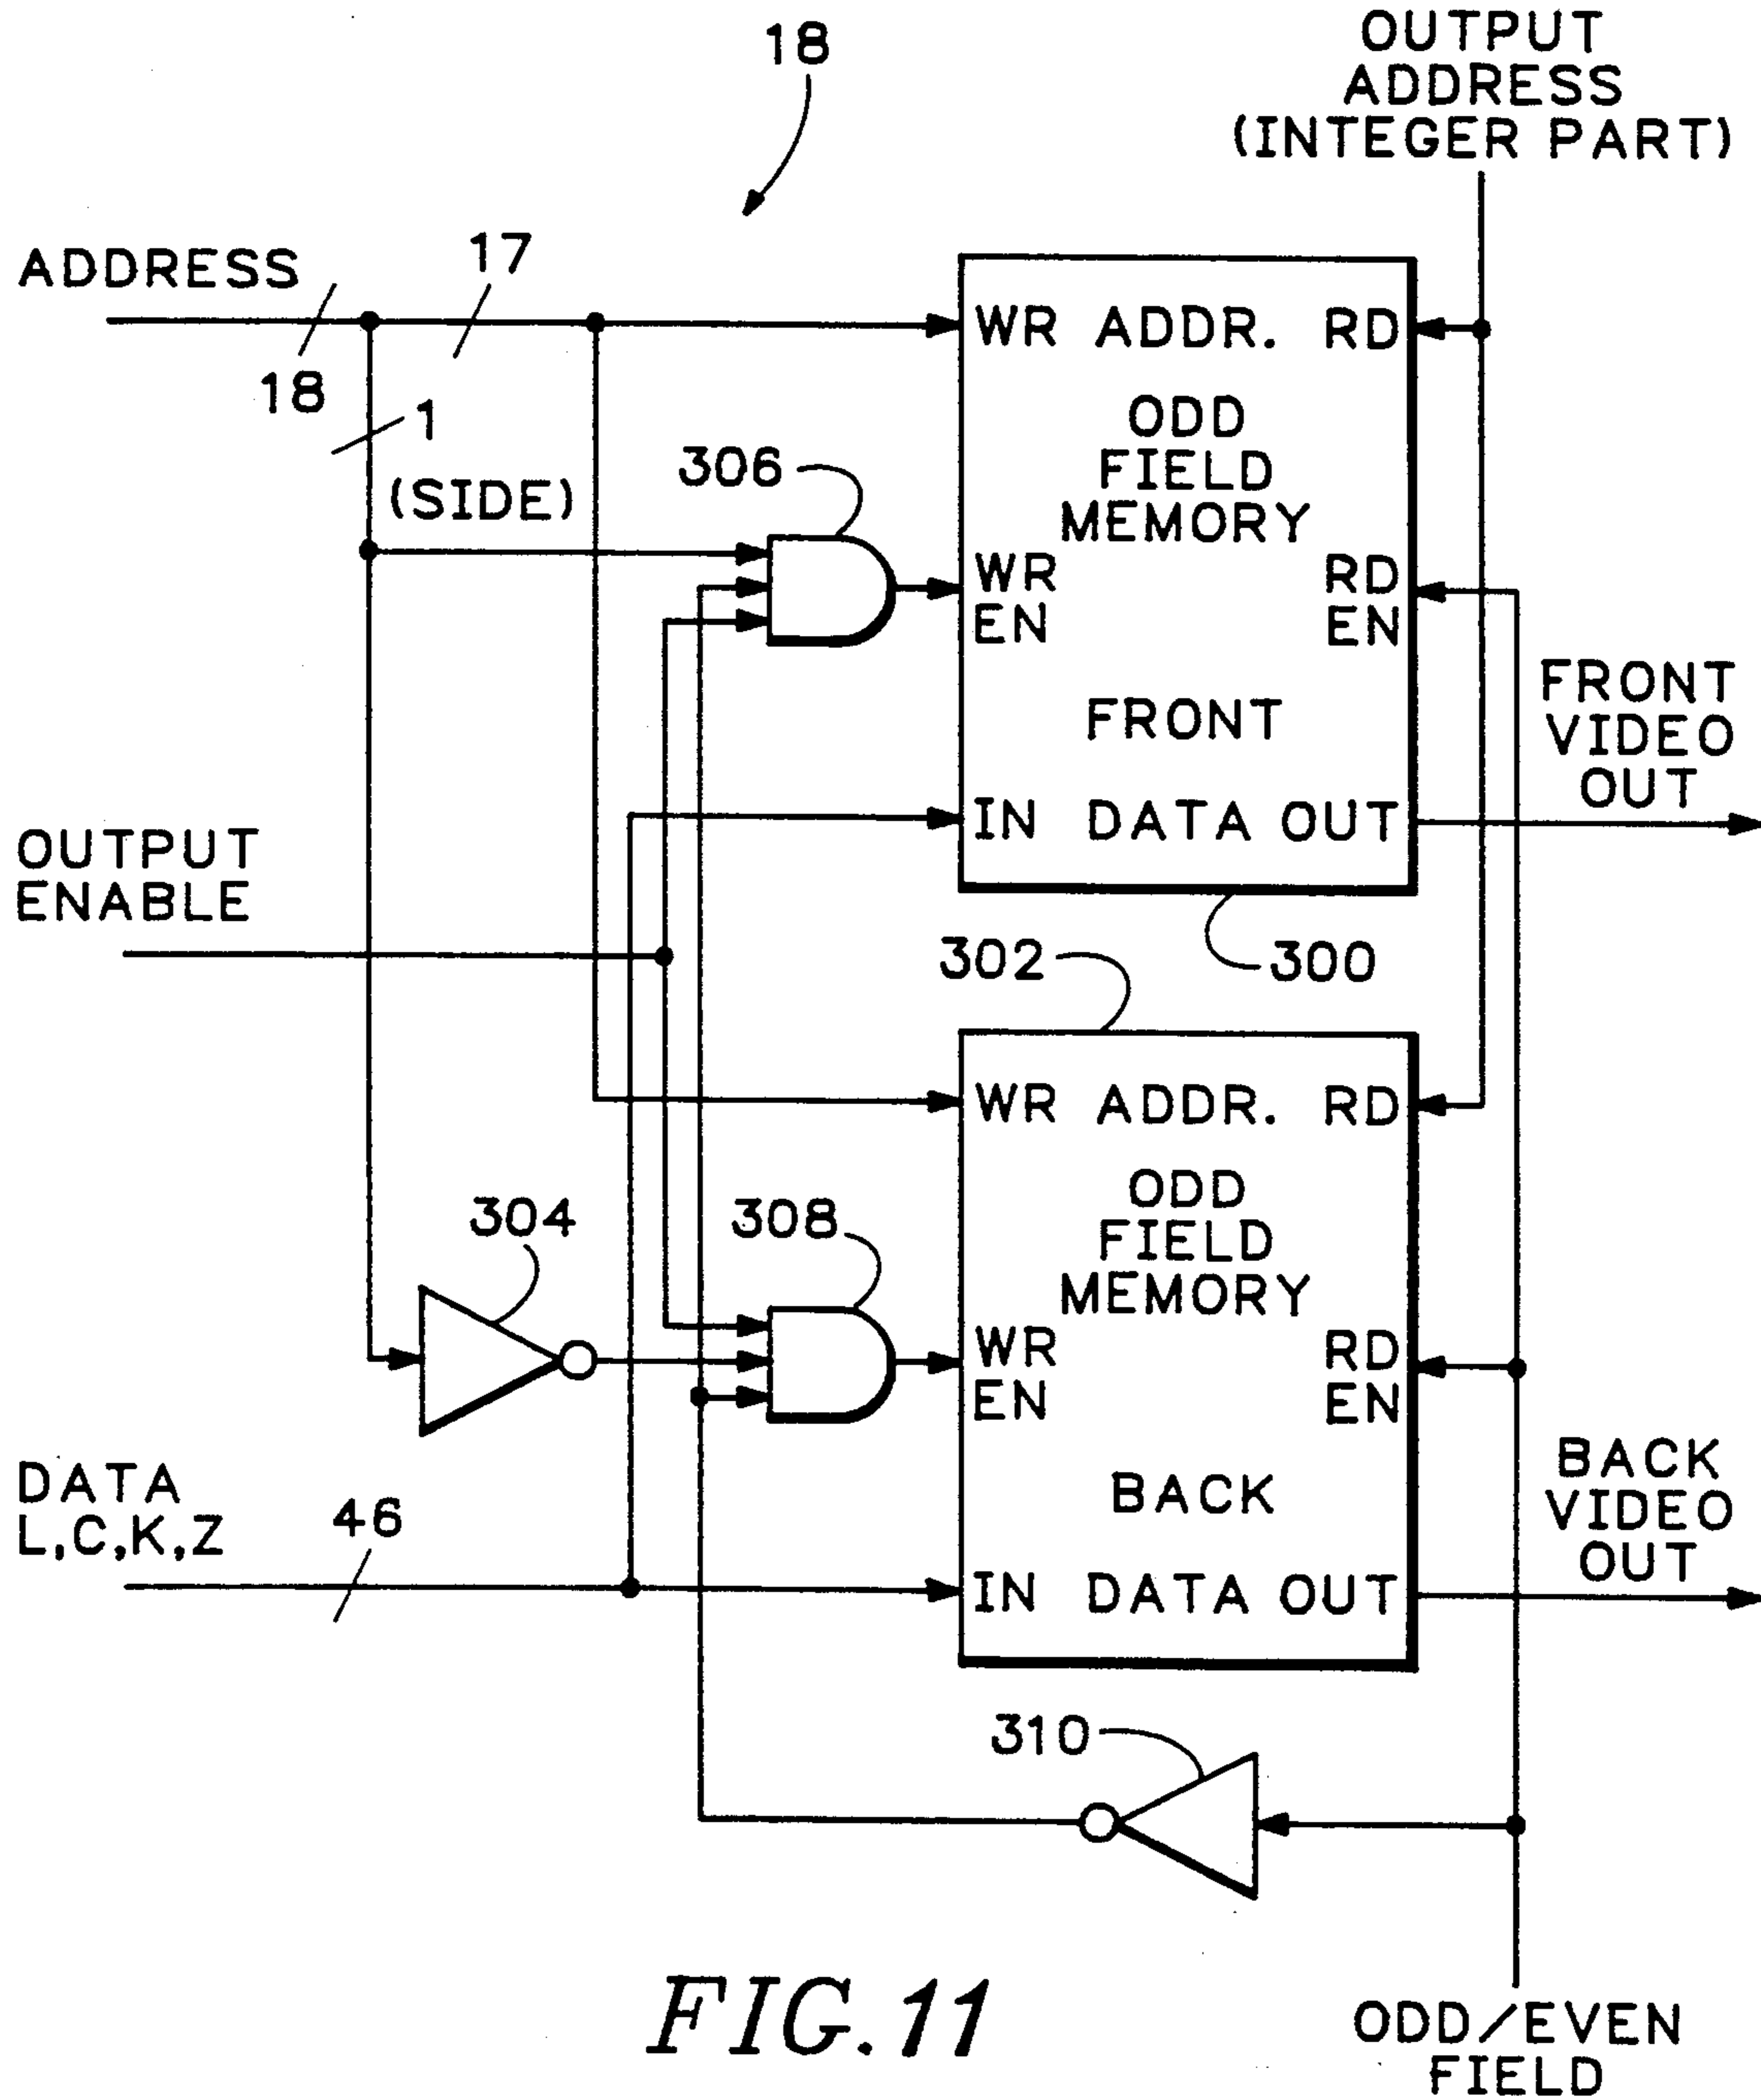 18
OUTPUT
ADDRESS
(INTEGER PART)
ADDRESS
17
18
1
(SIDE)
306
WR ADDR. RD
ODD
FIELD
MEMORY
WR
EN
RD
EN
FRONT
IN DATA OUT
FRONT
VIDEO
OUT
OUTPUT
ENABLE
300
302
WR ADDR. RD
ODD
FIELD
MEMORY
304
308
WR
EN
RD
EN
BACK
IN DATA OUT
BACK
VIDEO
OUT
DATA
L,C,K,Z
46
310
ODD/EVEN
FIELD
FIG.11